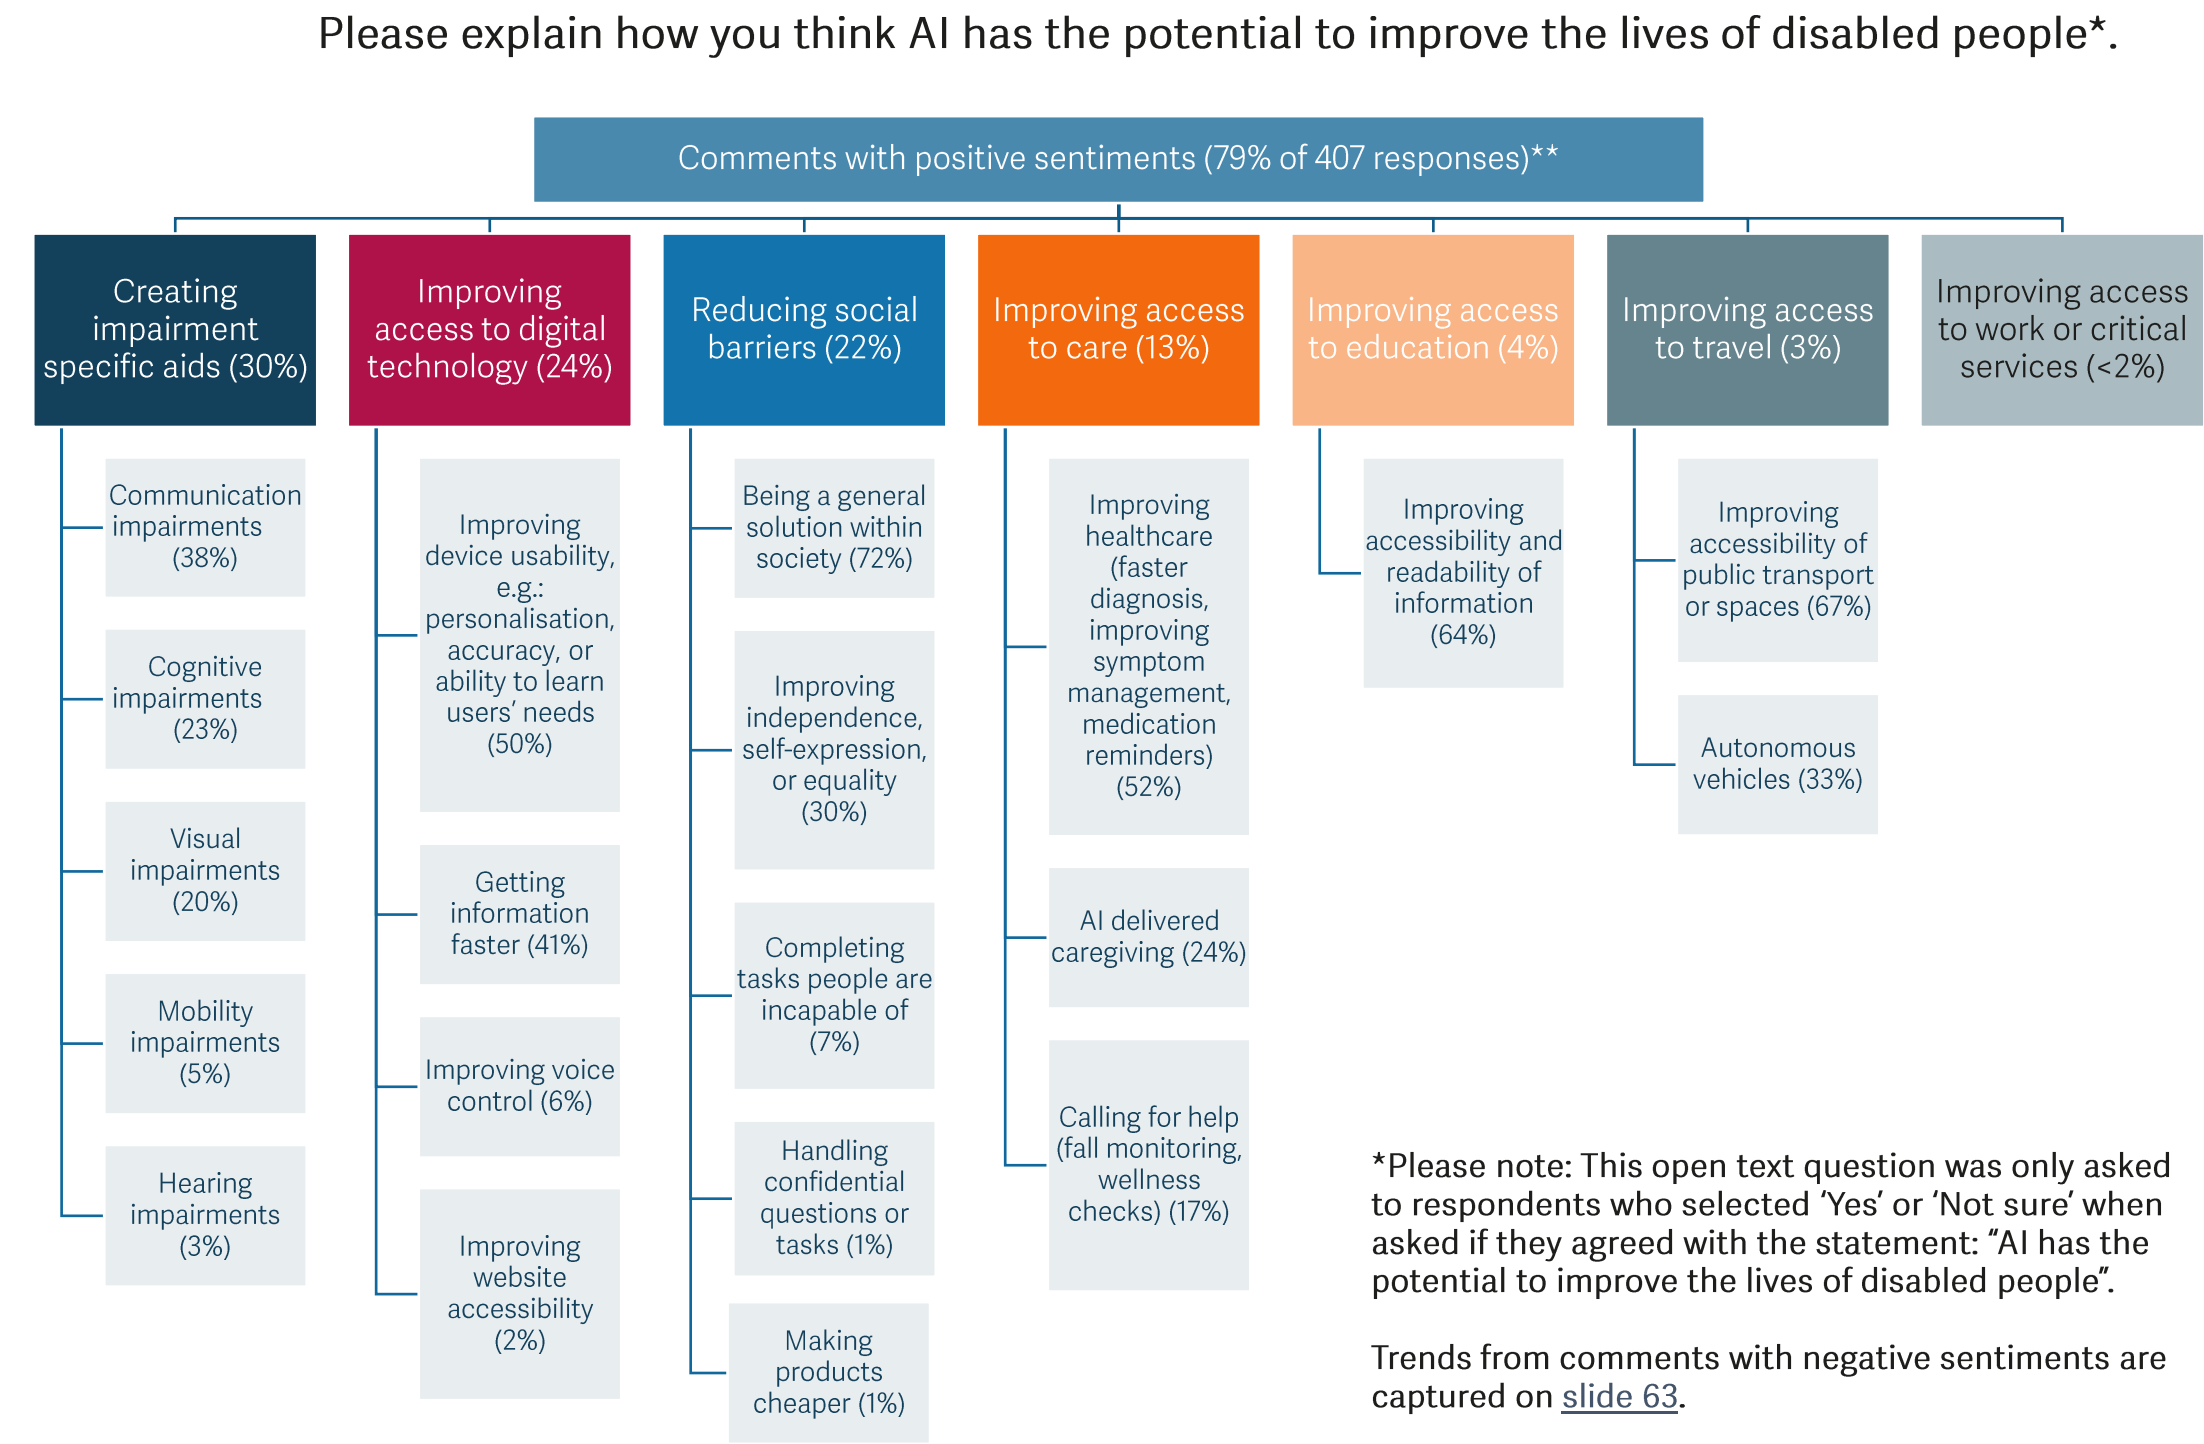 Please explain how you think AI has the potential to improve the lives of disabled people*.
Comments with positive sentiments (79% of 407 responses)**
Creating
impairment
specific aids (30%)
Communication
impairments
(38%)
Cognitive
impairments
(23%)
Visual
impairments
(20%)
Mobility
impairments
(5%)
Hearing
impairments
(3%)
Improving
access to digital
technology (24%)
Improving
device usability,
e.g.:
personalisation,
accuracy, or
ability to learn
users’ needs
(50%)
Getting
information
faster (41%)
Improving voice
control (6%)
Improving
website
accessibility
(2%)
Reducing social
barriers (22%)
Being a general
solution within
society (72%)
Improving
independence,
self-expression,
or equality
(30%)
Completing
tasks people are
incapable of
(7%)
Handling
confidential
questions or
tasks (1%)
Making
products
cheaper (1%)
Improving access
to care (13%)
Improving
healthcare
(faster
diagnosis,
improving
symptom
management,
medication
reminders)
(52%)
AI delivered
caregiving (24%)
Calling for help
(fall monitoring,
wellness
checks) (17%)
Improving access
to education (4%)
Improving
accessibility and
readability of
information
(64%)
Improving access
to travel (3%)
Improving
accessibility of
public transport
or spaces (67%)
Autonomous
vehicles (33%)
Improving access
to work or critical
services (<2%)
*Please note: This open text question was only asked
to respondents who selected ‘Yes’ or ‘Not sure’ when
asked if they agreed with the statement: “AI has the
potential to improve the lives of disabled people”.
Trends from comments with negative sentiments are
captured on slide 63.